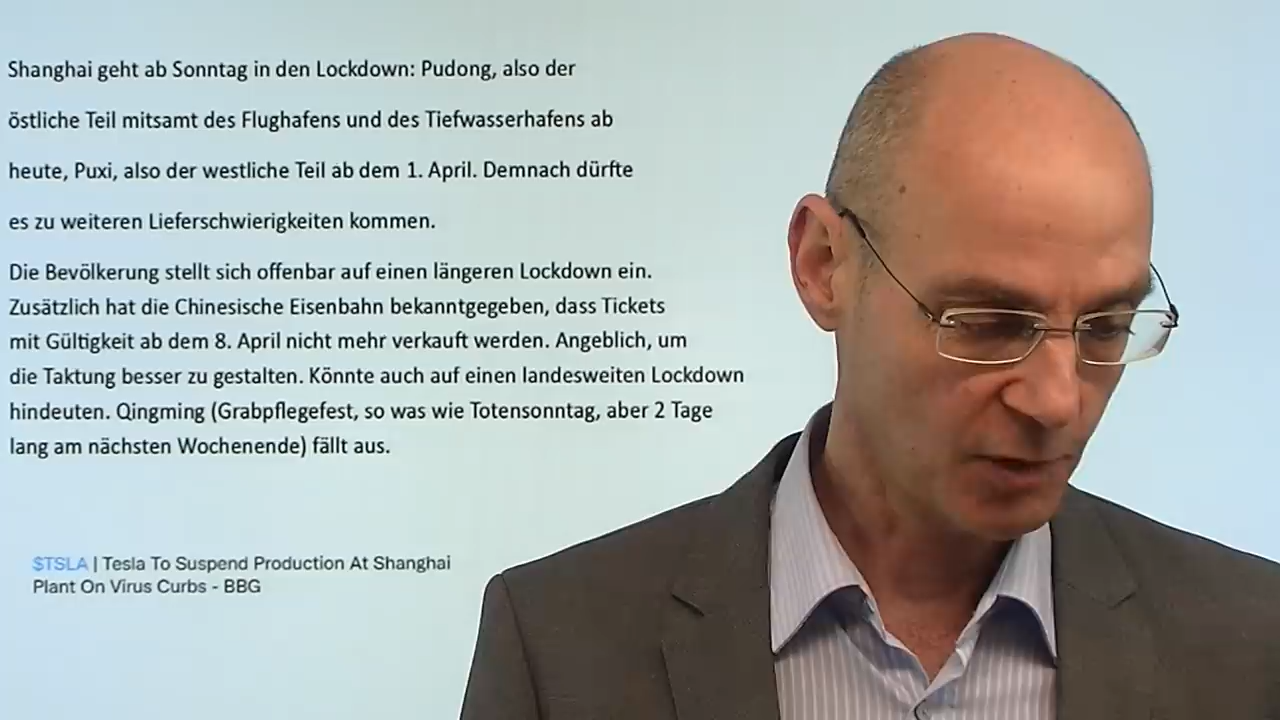 Shanghai geht ab Sonntag in den Lockdown: Pudong, also der
östliche Teil mitsamt des Flughafens und des Tiefwasserhafens ab
heute, Puxi, also der westliche Teil ab dem 1. April. Demnach dürfte
es zu weiteren Lieferschwierigkeiten kommen.
Die Bevölkerung stellt sich offenbar auf einen längeren Lockdown ein.
Zusätzlich hat die Chinesische Eisenbahn bekanntgegeben, dass Tickets
mit Gültigkeit ab dem 8. April nicht mehr verkauft werden. Angeblich, um
die Taktung besser zu gestalten. Könnte auch auf einen landesweiten Lockdown
hindeuten. Qingming (Grabpflegefest, so was wie Totensonntag, aber 2 Tage
lang am nächsten Wochenende) fällt aus.
$TSLA | Tesla To Suspend Production At Shanghai
Plant On Virus Curbs - BBG